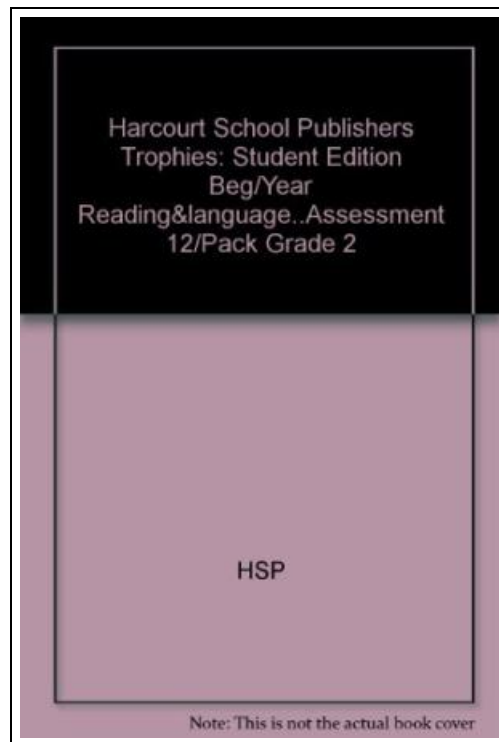 Harcourt School Publishers
Trophies: Student Edition
Beg/Year
Reading&language..Assessment
12/Pack Grade 2
HSP
Note: This is not the actual book cover